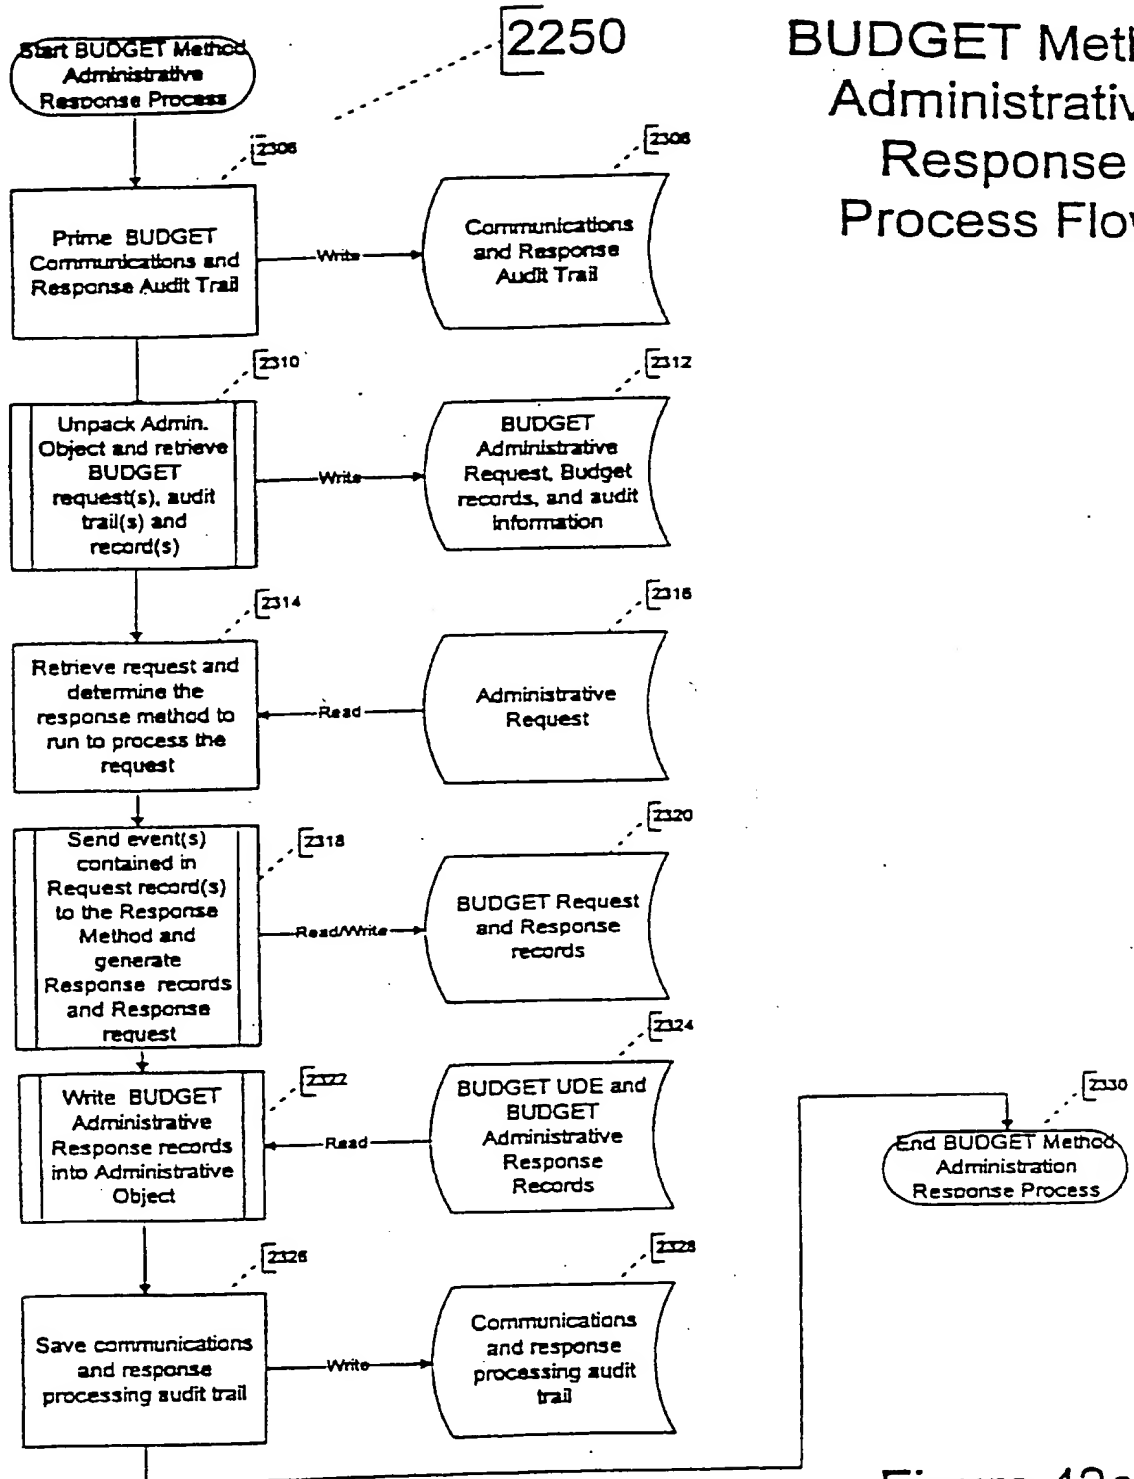 2250
BUDGET Meth
Administrativ
Response
Process Flo
Start BUDGET Method
Administrative
Response Process
2306
2308
Prime BUDGET
Communications and
Response Audit Trail
Write
Communications
and Response
Audit Trail
2310
2312
Unpack Admin.
Object and retrieve
BUDGET
request(s), audit
trail(s) and
record(s)
Write
BUDGET
Administrative
Request, Budget
records, and audit
information
2314
2316
Retrieve request and
determine the
response method to
run to process the
request
Read
Administrative
Request
2318
2320
Send event(s)
contained in
Request record(s)
to the Response
Method and
generate
Response records
and Response
request
Read/Write
BUDGET Request
and Response
records
2322
2324
Write BUDGET
Administrative
Response records
into Administrative
Object
Read
BUDGET UDE and
BUDGET
Administrative
Response
Records
2326
2328
Save communications
and response
processing audit trail
Write
Communications
and response
processing audit
trail
2330
End BUDGET Method
Administration
Response Process